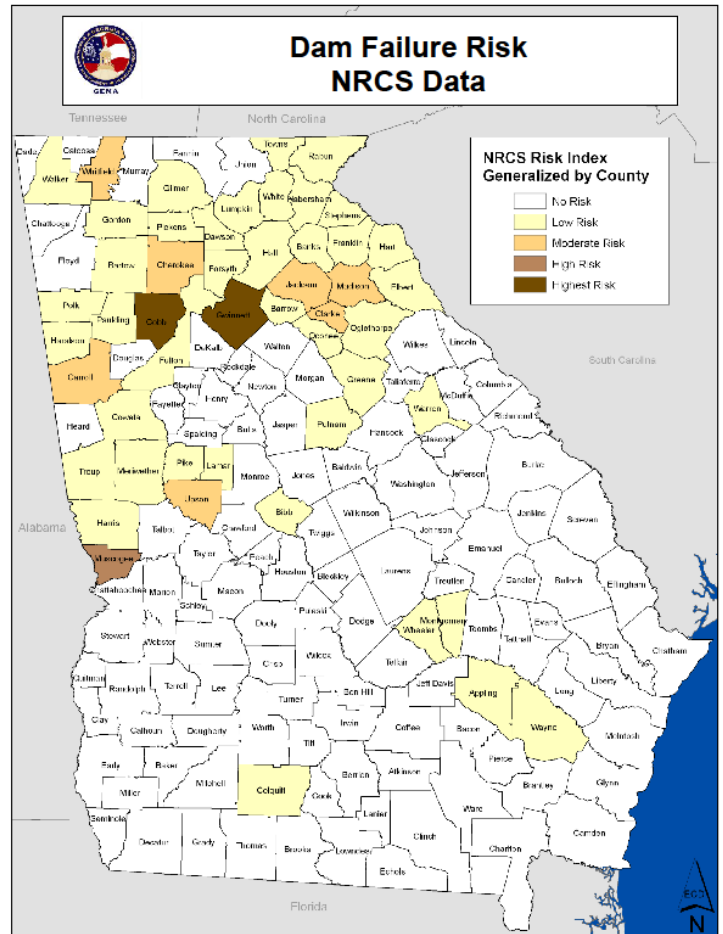 Dam Failure Risk
NRCS Data
GEMA
Tennessee
North Carolina
NRCS Risk Index
Generalized by County
No Risk
Low Risk
Moderate Risk
High Risk
Highest Risk
South Carolina
Alabama
Florida
N
Catoosa
Fannin
Towns
Rabun
Walker
Whitfield
Murray
Union
Gilmer
White
Habersham
Lumpkin
Chattooga
Gordon
Pickens
Dawson
Stephens
Banks
Franklin
Hart
Floyd
Bartow
Cherokee
Forsyth
Hall
Jackson
Madison
Elbert
Polk
Paulding
Cobb
Gwinnett
Barrow
Clarke
Oglethorpe
Haralson
Douglas
Fulton
DeKalb
Walton
Oconee
Wilkes
Lincoln
Carroll
Clayton
Rockdale
Newton
Morgan
Greene
Taliaferro
McDuffie
Columbia
Heard
Coweta
Fayette
Henry
Warren
Richmond
Spalding
Butts
Jasper
Putnam
Hancock
Glascock
Troup
Meriwether
Pike
Lamar
Monroe
Jones
Baldwin
Washington
Jefferson
Burke
Harris
Talbot
Upson
Crawford
Bibb
Twiggs
Wilkinson
Johnson
Jenkins
Screven
Muscogee
Taylor
Peach
Houston
Bleckley
Laurens
Emanuel
Treutlen
Candler
Bulloch
Effingham
Chattahoochee
Marion
Schley
Macon
Dooly
Pulaski
Dodge
Wheeler
Montgomery
Toombs
Tattnall
Evans
Bryan
Chatham
Stewart
Webster
Sumter
Crisp
Wilcox
Telfair
Jeff Davis
Appling
Long
Liberty
Quitman
Randolph
Terrell
Lee
Turner
Ben Hill
Wayne
McIntosh
Clay
Calhoun
Dougherty
Worth
Tift
Irwin
Coffee
Bacon
Pierce
Early
Baker
Mitchell
Berrien
Atkinson
Brantley
Glynn
Miller
Colquitt
Cook
Lanier
Ware
Camden
Seminole
Decatur
Grady
Thomas
Brooks
Lowndes
Echols
Clinch
Charlton